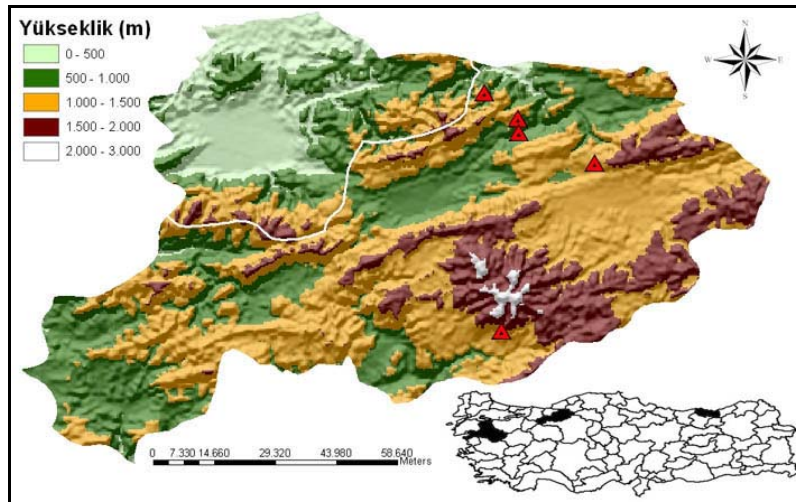 Yükseklik (m)
0 - 500
500 - 1.000
1.000 - 1.500
1.500 - 2.000
2.000 - 3.000
N
W E
S
0 7.330 14.660 29.320 43.980 58.640
Meters